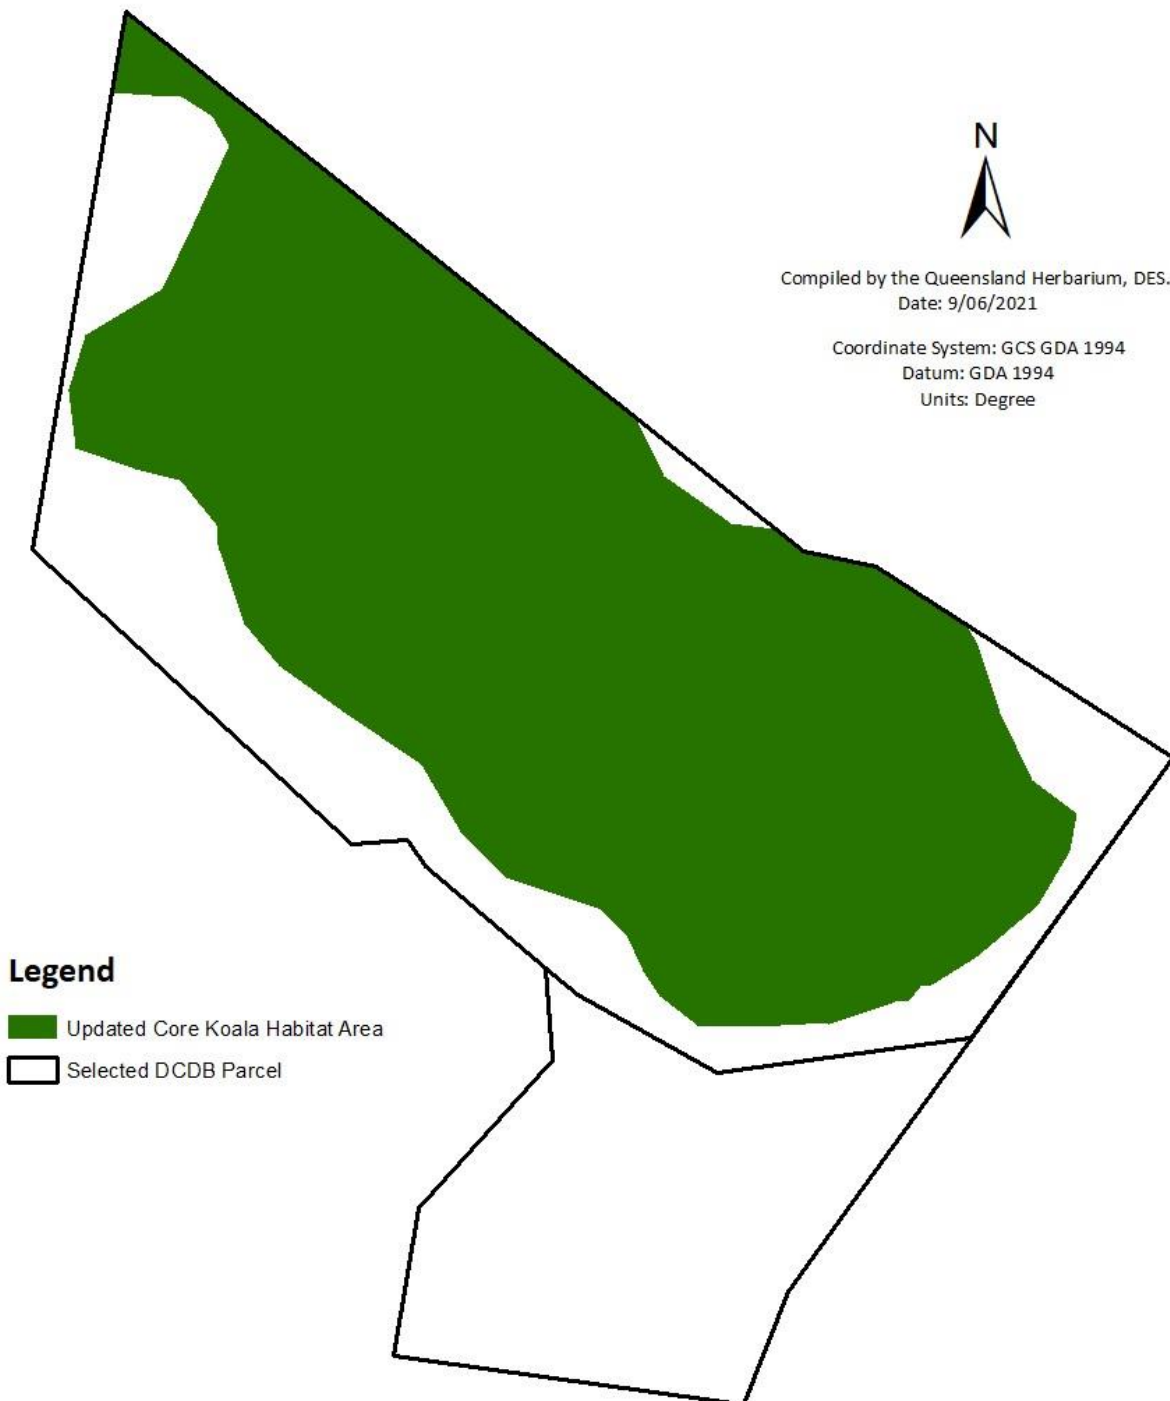 N
Compiled by the Queensland Herbarium, DES.
Date: 9/06/2021
Coordinate System: GCS GDA 1994
Datum: GDA 1994
Units: Degree
Legend
Updated Core Koala Habitat Area
Selected DCDB Parcel